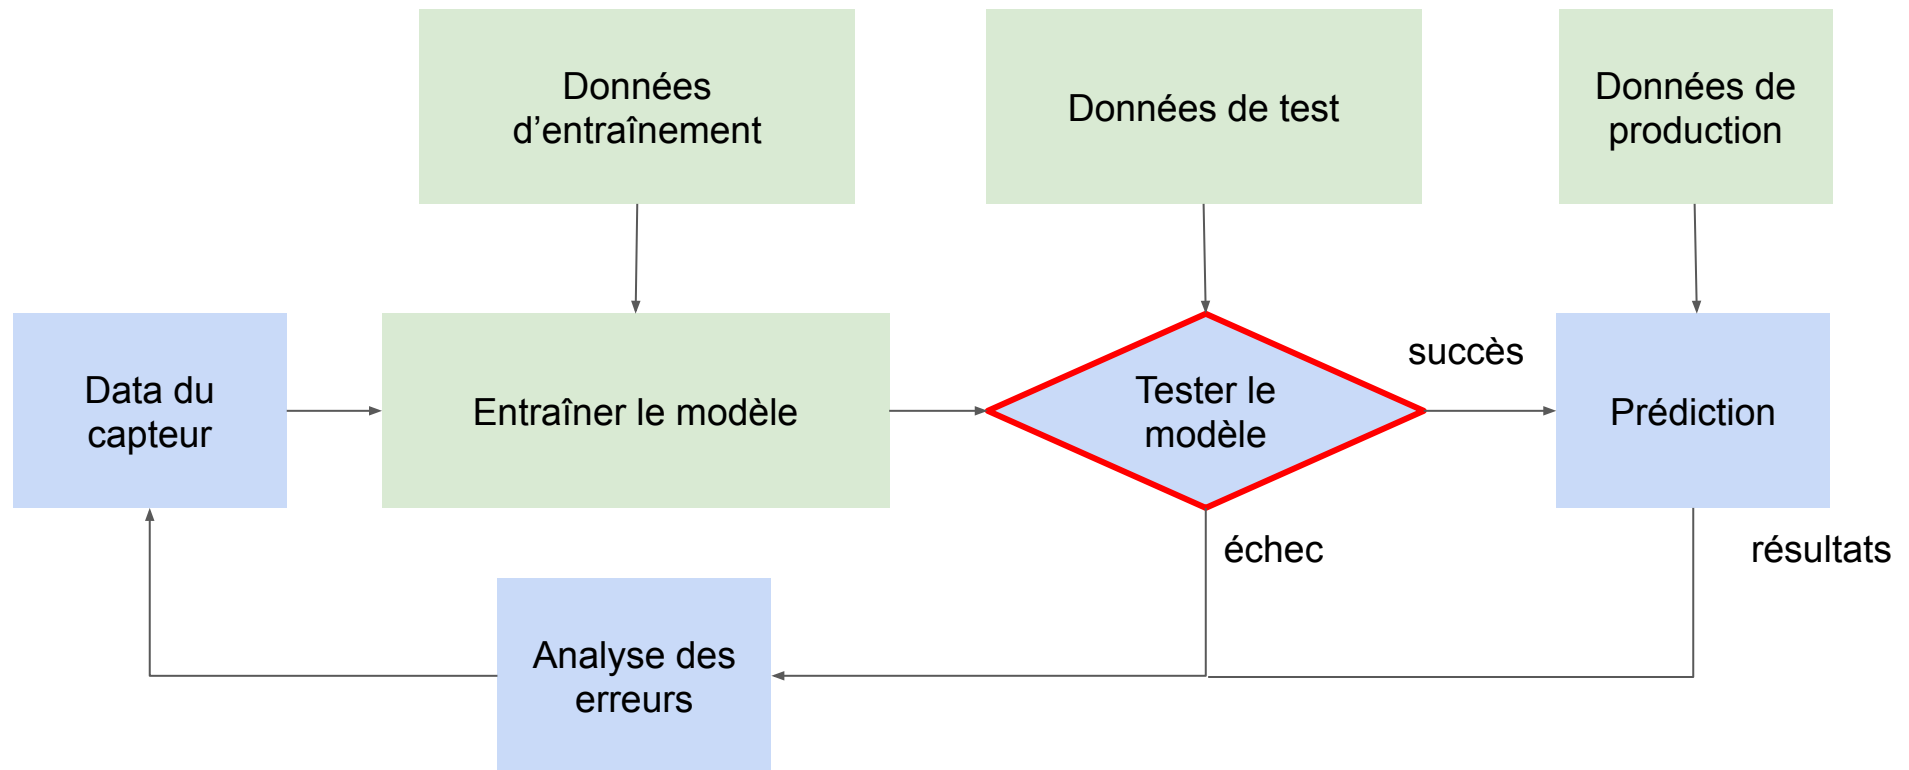 Données
d’entraînement
Données de test
Données de
production
Data du
capteur
Entraîner le modèle
Tester le
modèle
succès
Prédiction
échec
résultats
Analyse des
erreurs